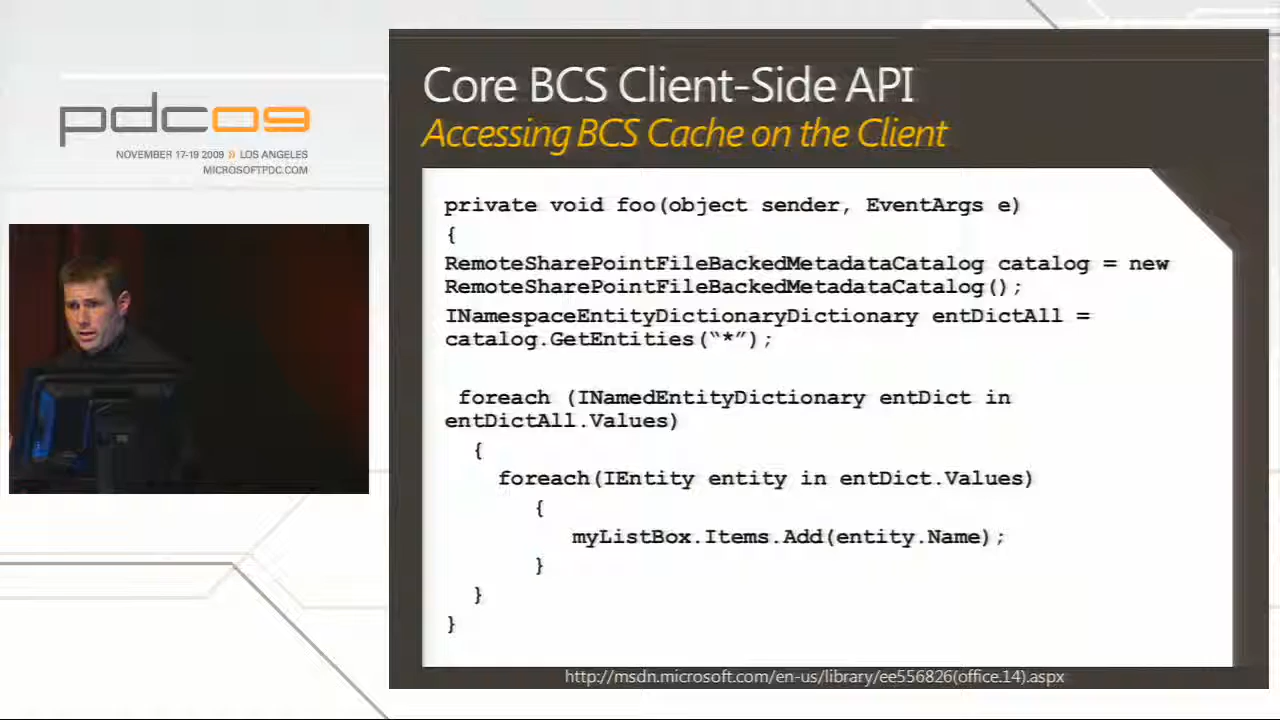 pdc09
NOVEMBER 17-19 2009 » LOS ANGELES
MICROSOFTPDC.COM
Core BCS Client-Side API
Accessing BCS Cache on the Client
private void foo(object sender, EventArgs e)
{
RemoteSharePointFileBackedMetadataCatalog catalog = new
RemoteSharePointFileBackedMetadataCatalog();
INamespaceEntityDictionaryDictionary entDictAll =
catalog.GetEntities(“*”);
foreach (INamedEntityDictionary entDict in
entDictAll.Values)
{
foreach(IEntity entity in entDict.Values)
{
myListBox.Items.Add(entity.Name);
}
}
}
http://msdn.microsoft.com/en-us/library/ee556826(office.14).aspx